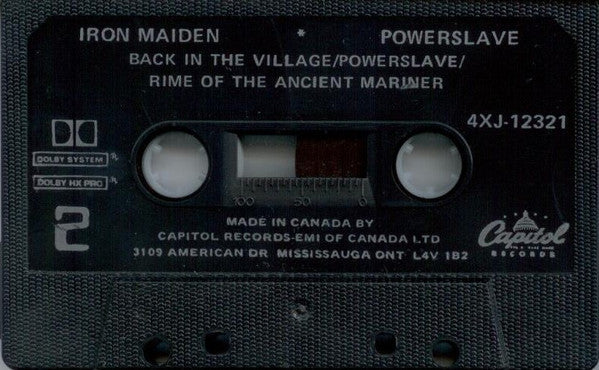 IRON MAIDEN * POWERSLAVE
BACK IN THE VILLAGE/POWERSLAVE/
RIME OF THE ANCIENT MARINER
4XJ-12321
DOLBY SYSTEM
DOLBY HX PRO
2
100 50 0
MADE IN CANADA BY
CAPITOL RECORDS-EMI OF CANADA LTD
3109 AMERICAN DR MISSISSAUGA ONT L4V 1B2
Capitol
RECORDS